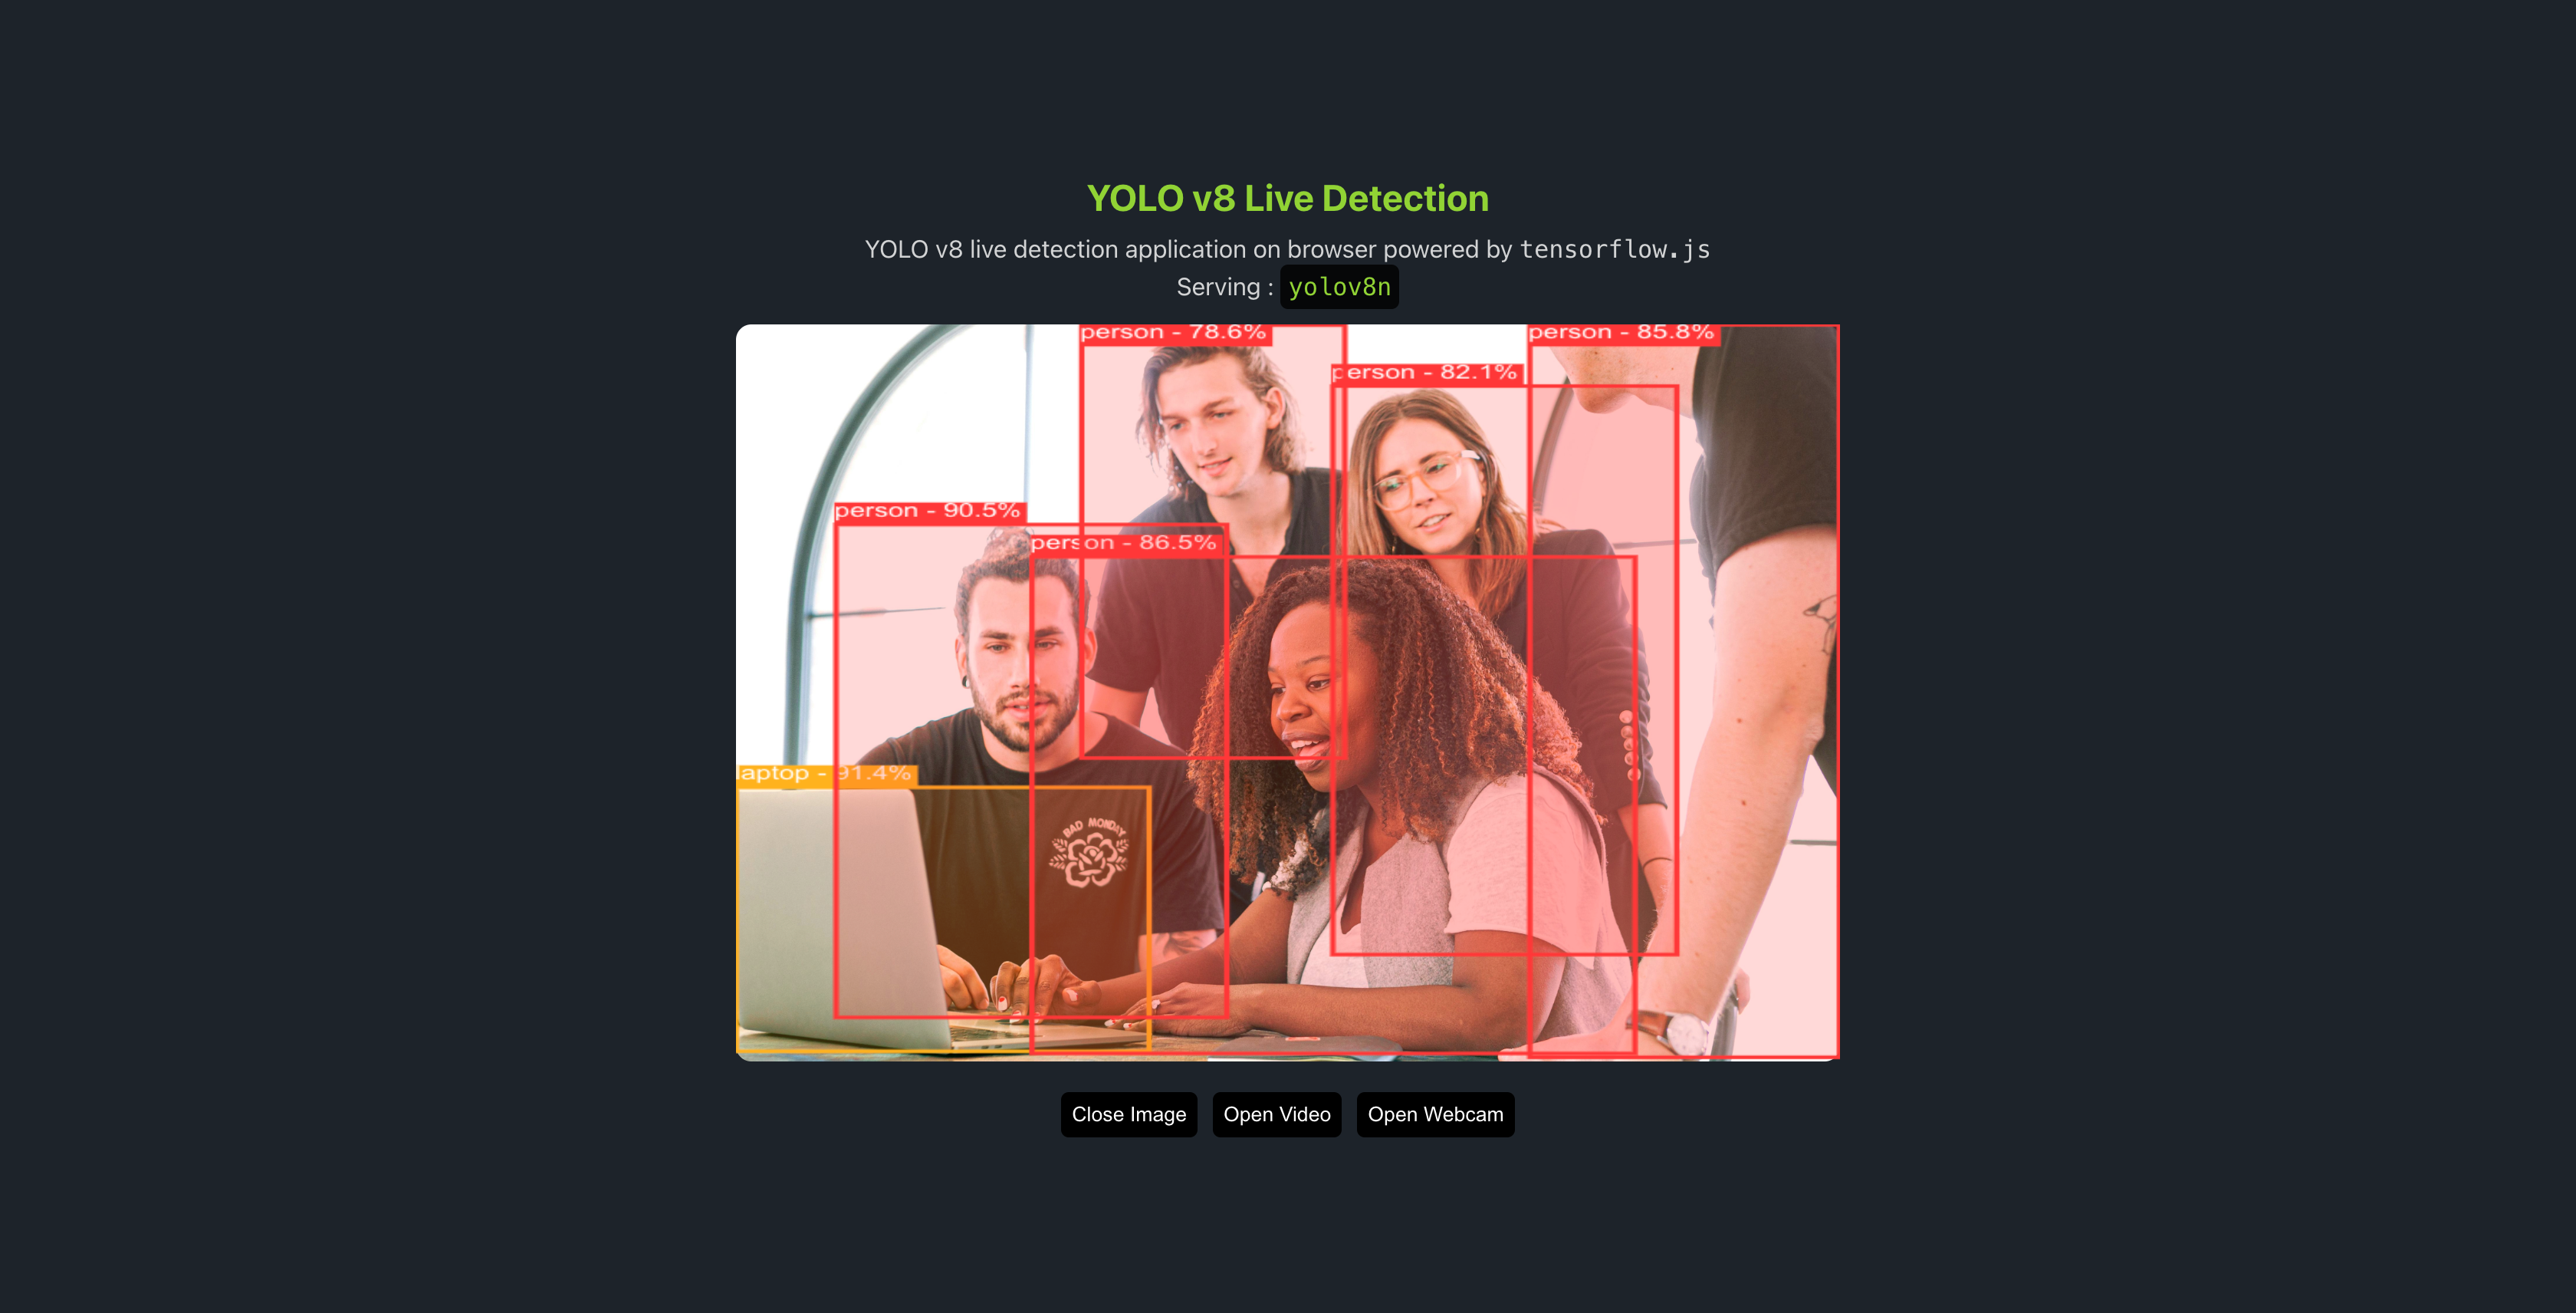 YOLO v8 Live Detection
YOLO v8 live detection application on browser powered by tensorflow.js
Serving : yolov8n
person - 78.6%
person - 85.8%
person - 82.1%
person - 90.5%
person - 86.5%
laptop - 91.4%
BAD MONDAY
Close Image
Open Video
Open Webcam